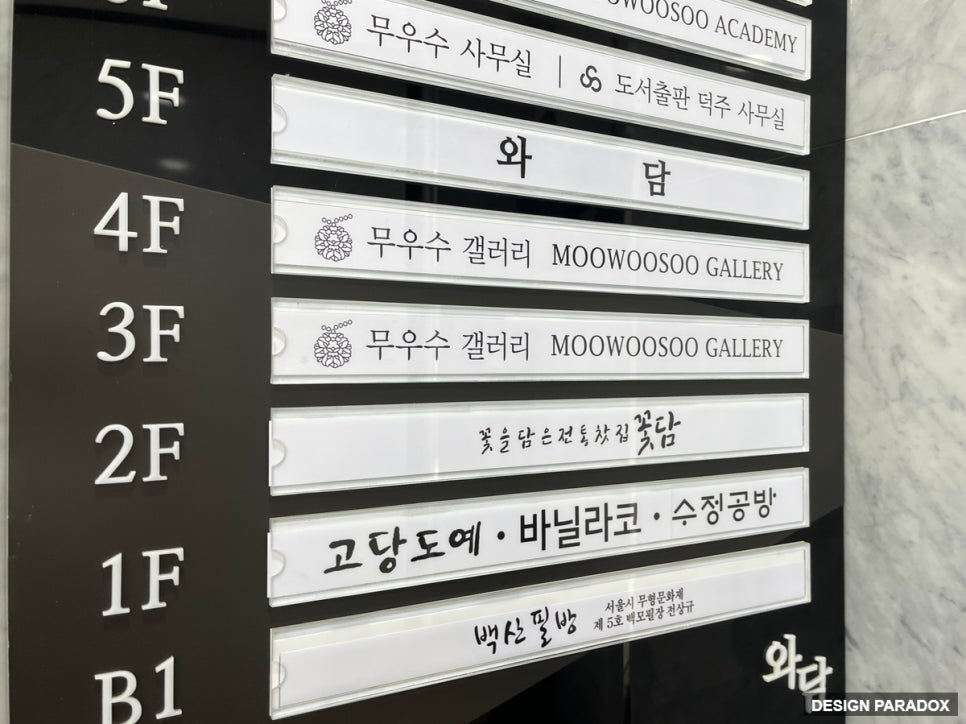 MOOWOOSOO ACADEMY
5F 무우수 사무실 | 도서출판 덕주 사무실
와 담
4F 무우수 갤러리 MOOWOOSOO GALLERY
3F 무우수 갤러리 MOOWOOSOO GALLERY
2F 꽃을담은전통찻집 꽃담
1F 고당도예 · 바닐라코 · 수정공방
B1 백산필방 서울시 무형문화재
제 5호 백모필장 전상규
와담
DESIGN PARADOX